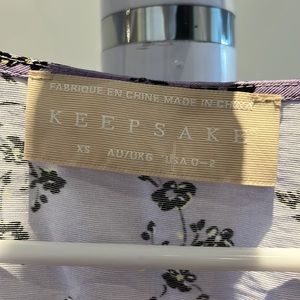 FABRIQUE EN CHINE MADE IN CHINA
KEEPSAKE
XS AU/UK6 USA 0-2